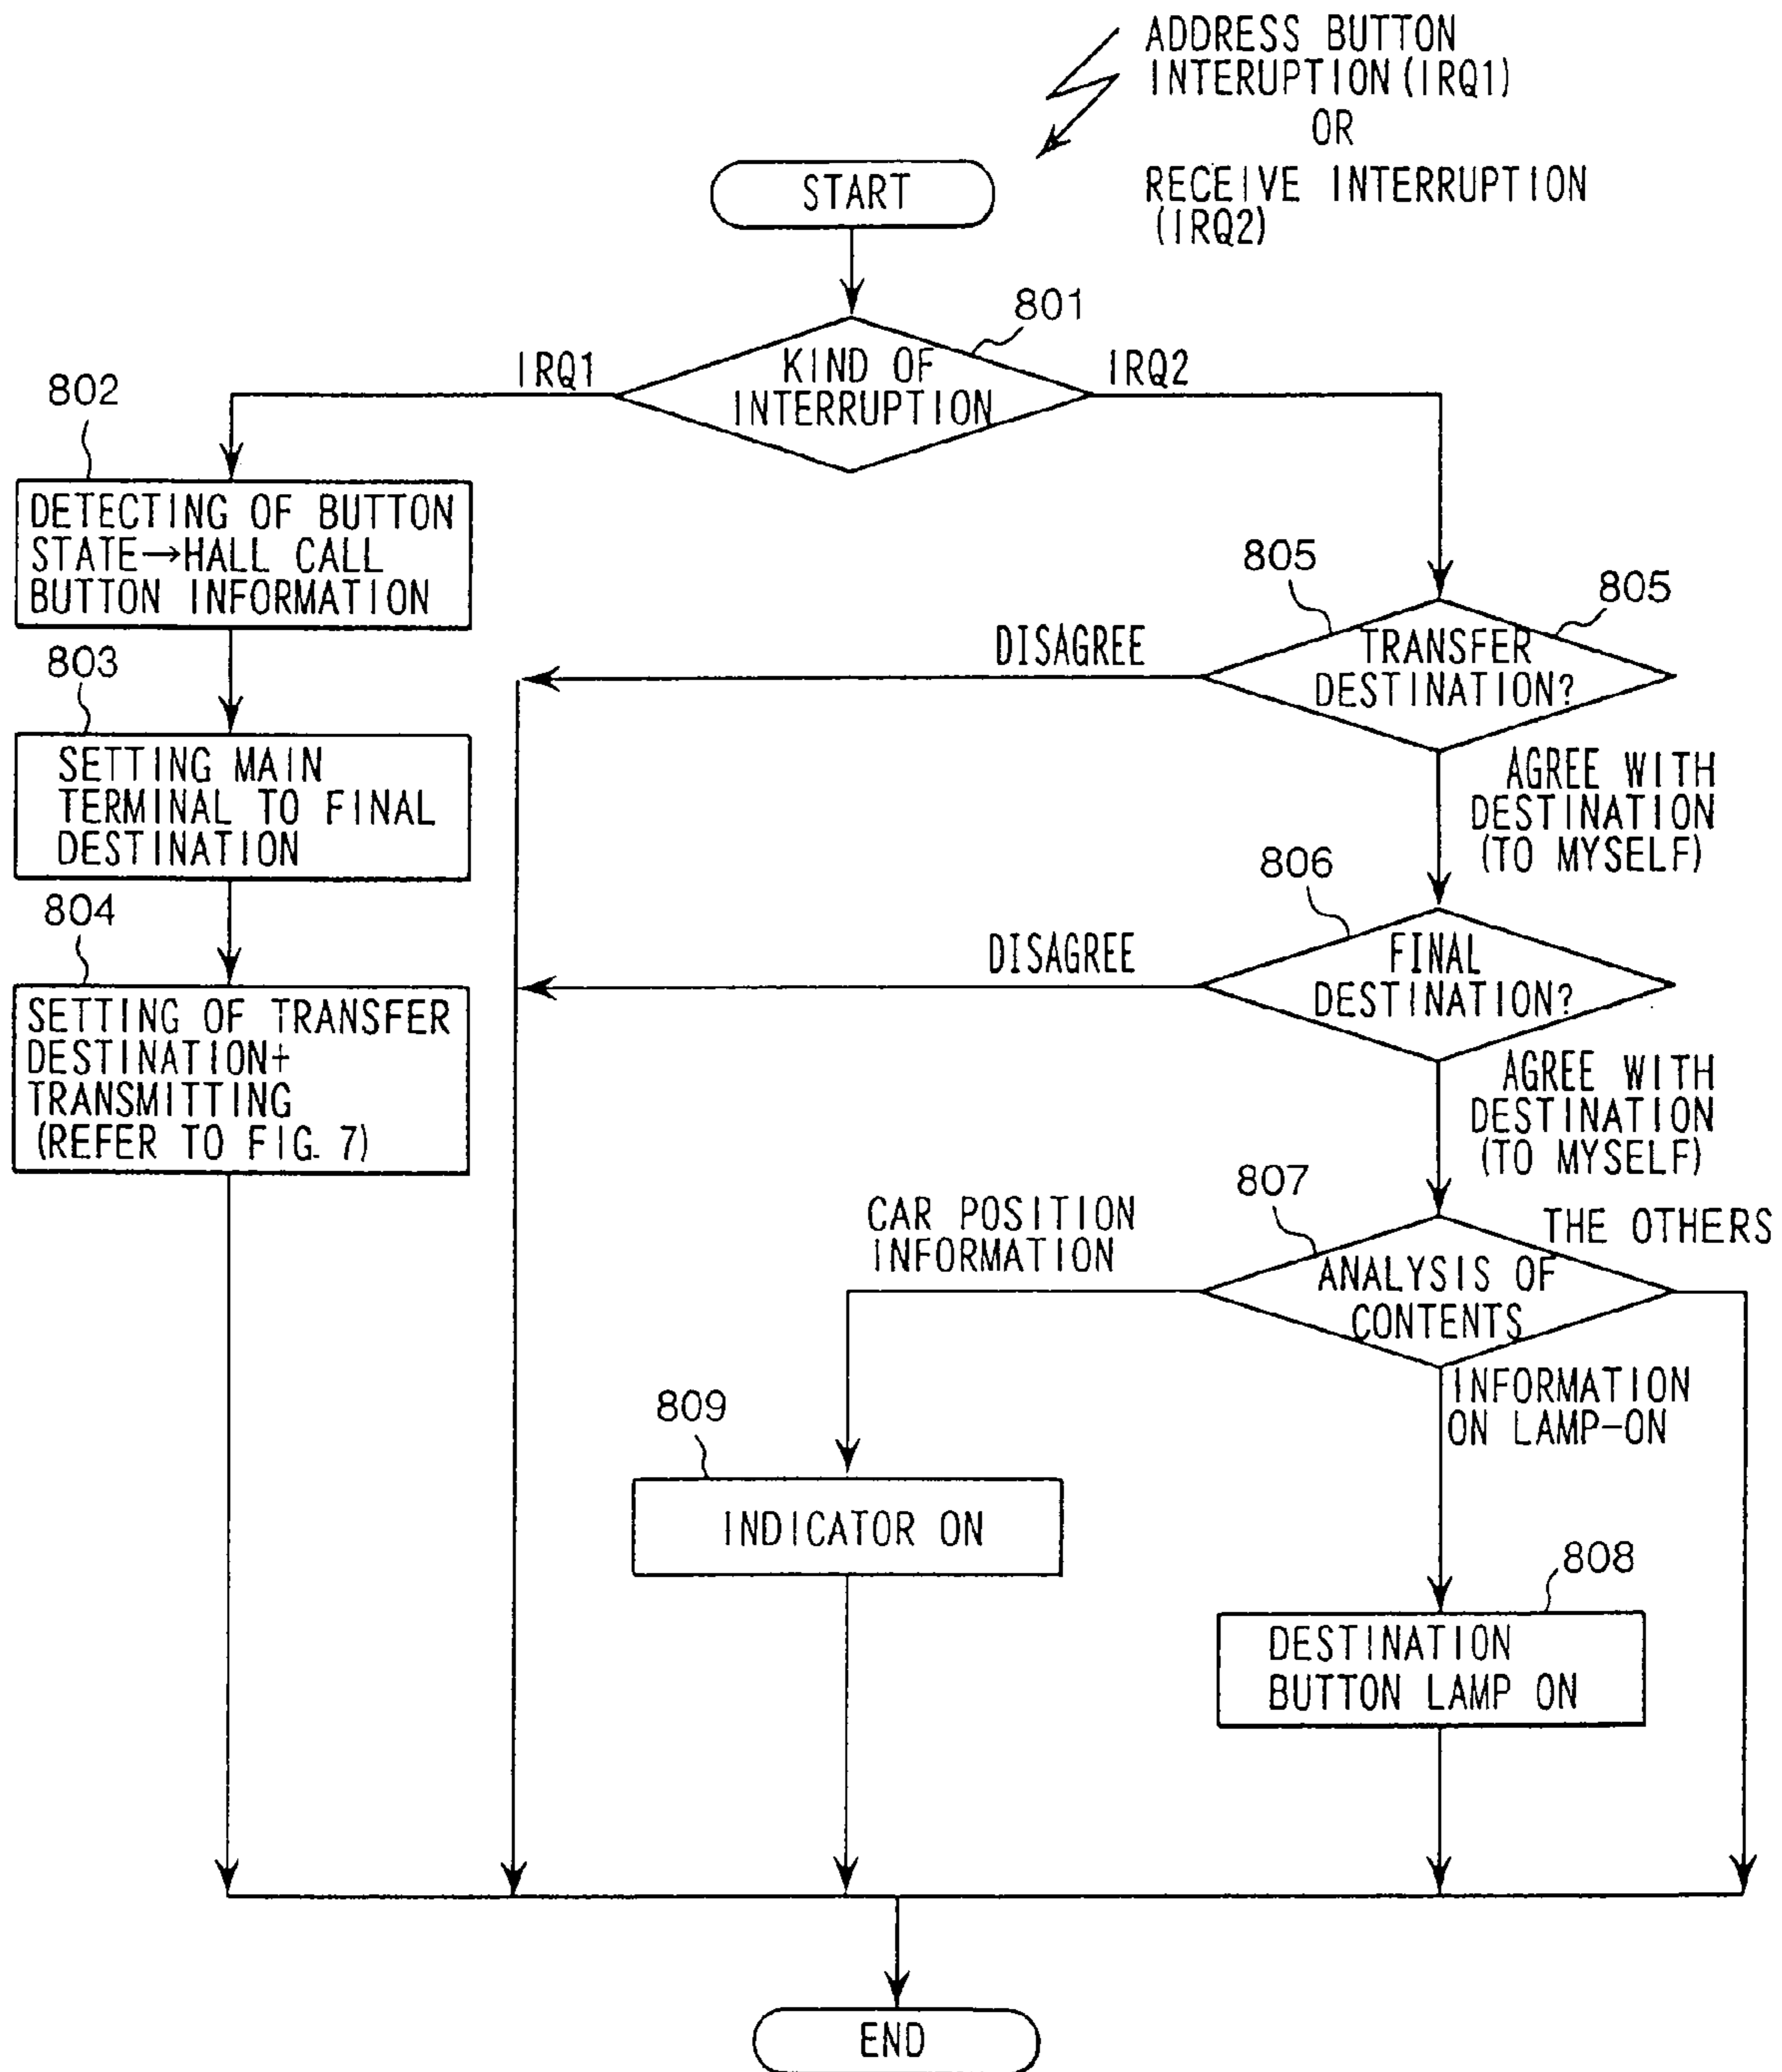 ADDRESS BUTTON
INTERUPTION(IRQ1)
OR
RECEIVE INTERRUPTION
(IRQ2)
START
801
KIND OF
INTERRUPTION
IRQ1
IRQ2
802
DETECTING OF BUTTON
STATE→HALL CALL
BUTTON INFORMATION
803
SETTING MAIN
TERMINAL TO FINAL
DESTINATION
804
SETTING OF TRANSFER
DESTINATION+
TRANSMITTING
(REFER TO FIG. 7)
805
805
TRANSFER
DESTINATION?
DISAGREE
AGREE WITH
DESTINATION
(TO MYSELF)
806
FINAL
DESTINATION?
DISAGREE
AGREE WITH
DESTINATION
(TO MYSELF)
807
ANALYSIS OF
CONTENTS
CAR POSITION
INFORMATION
THE OTHERS
INFORMATION
ON LAMP-ON
809
INDICATOR ON
808
DESTINATION
BUTTON LAMP ON
END